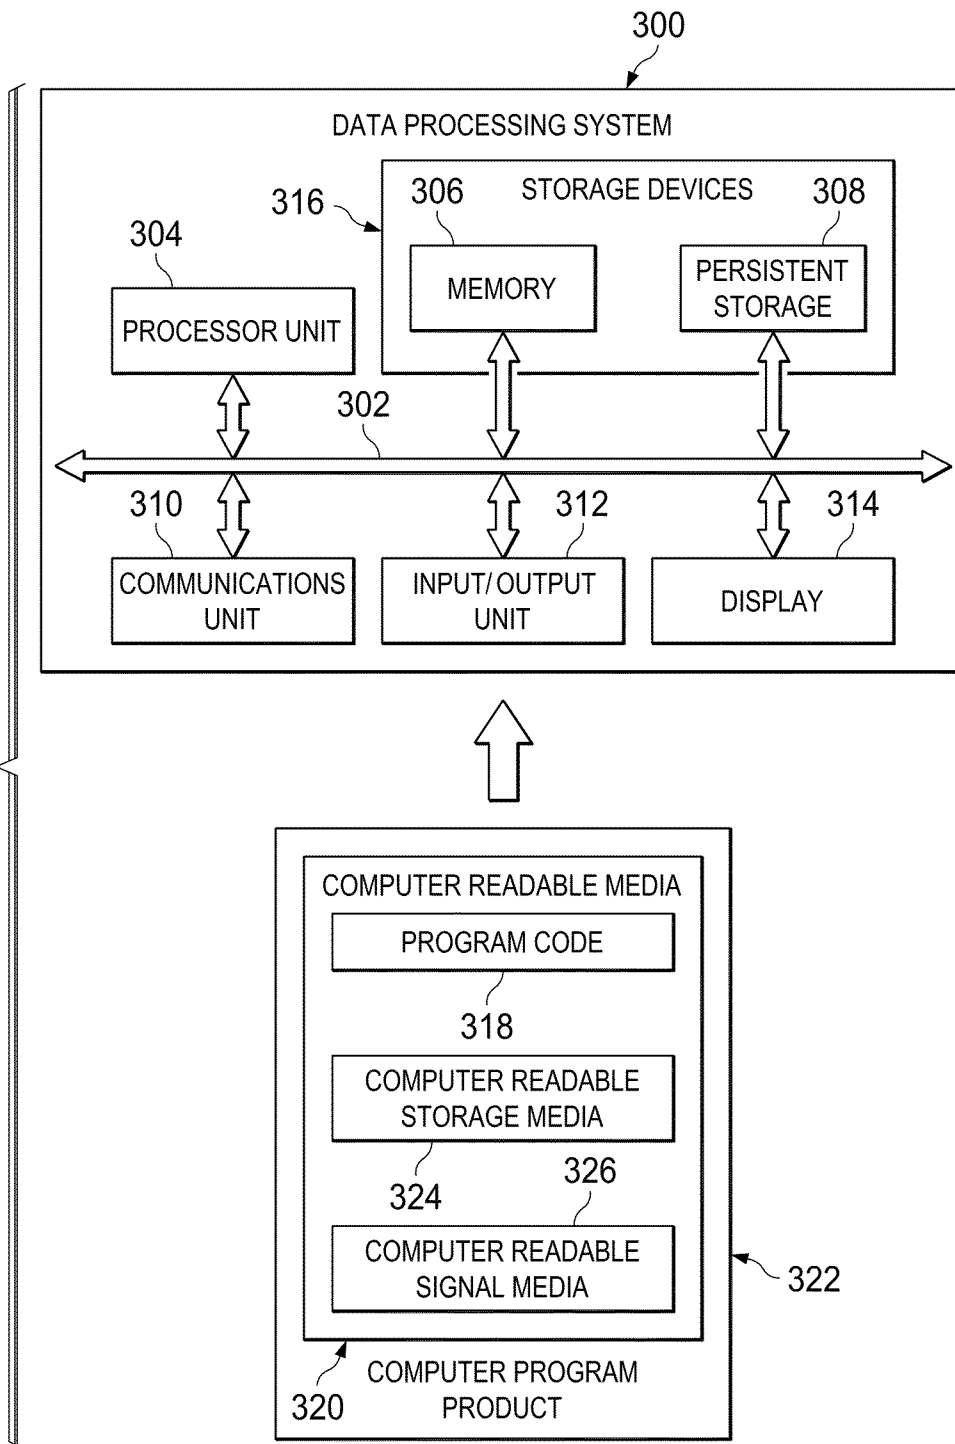 300
DATA PROCESSING SYSTEM
316
306
STORAGE DEVICES
308
304
MEMORY
PERSISTENT
STORAGE
PROCESSOR UNIT
302
310
312
314
COMMUNICATIONS
UNIT
INPUT/OUTPUT
UNIT
DISPLAY
COMPUTER READABLE MEDIA
PROGRAM CODE
318
COMPUTER READABLE
STORAGE MEDIA
324
326
COMPUTER READABLE
SIGNAL MEDIA
322
320
COMPUTER PROGRAM
PRODUCT